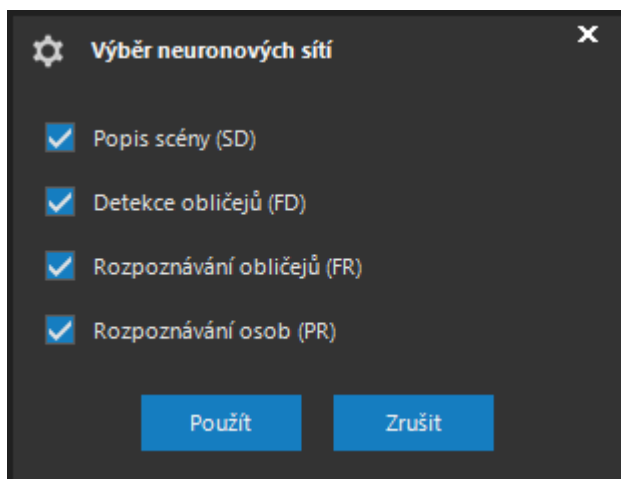 Výběr neuronových sítí
Popis scény (SD)
Detekce obličejů (FD)
Rozpoznávání obličejů (FR)
Rozpoznávání osob (PR)
Použít
Zrušit